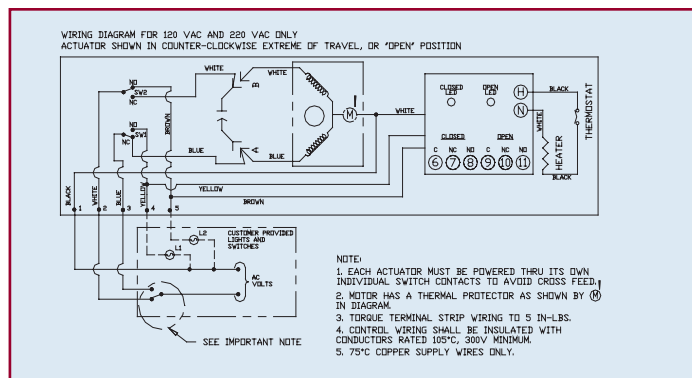 WIRING DIAGRAM FOR 120 VAC AND 220 VAC ONLY
ACTUATOR SHOWN IN COUNTER-CLOCKWISE EXTREME OF TRAVEL, OR "OPEN" POSITION
WHITE
WHITE
NO
SW2
NC
B
NO
SW1
NC
BROWN
A
BLUE
BLUE
M
WHITE
CLOSED LED
OPEN LED
H
N
BLACK
WHITE
HEATER
BLACK
THERMOSTAT
CLOSED
OPEN
C NC NO C NC NO
6 7 8 9 10 11
YELLOW
BROWN
BLACK
WHITE
BLUE
YELLOW
1 2 3 4 5
L2
L1
CUSTOMER PROVIDED
LIGHTS AND
SWITCHES
AC
VOLTS
SEE IMPORTANT NOTE
NOTE:
1. EACH ACTUATOR MUST BE POWERED THRU ITS OWN
INDIVIDUAL SWITCH CONTACTS TO AVOID CROSS FEED.
2. MOTOR HAS A THERMAL PROTECTOR AS SHOWN BY M
IN DIAGRAM.
3. TORQUE TERMINAL STRIP WIRING TO 5 IN-LBS.
4. CONTROL WIRING SHALL BE INSULATED WITH
CONDUCTORS RATED 105°C, 300V MINIMUM.
5. 75°C COPPER SUPPLY WIRES ONLY.